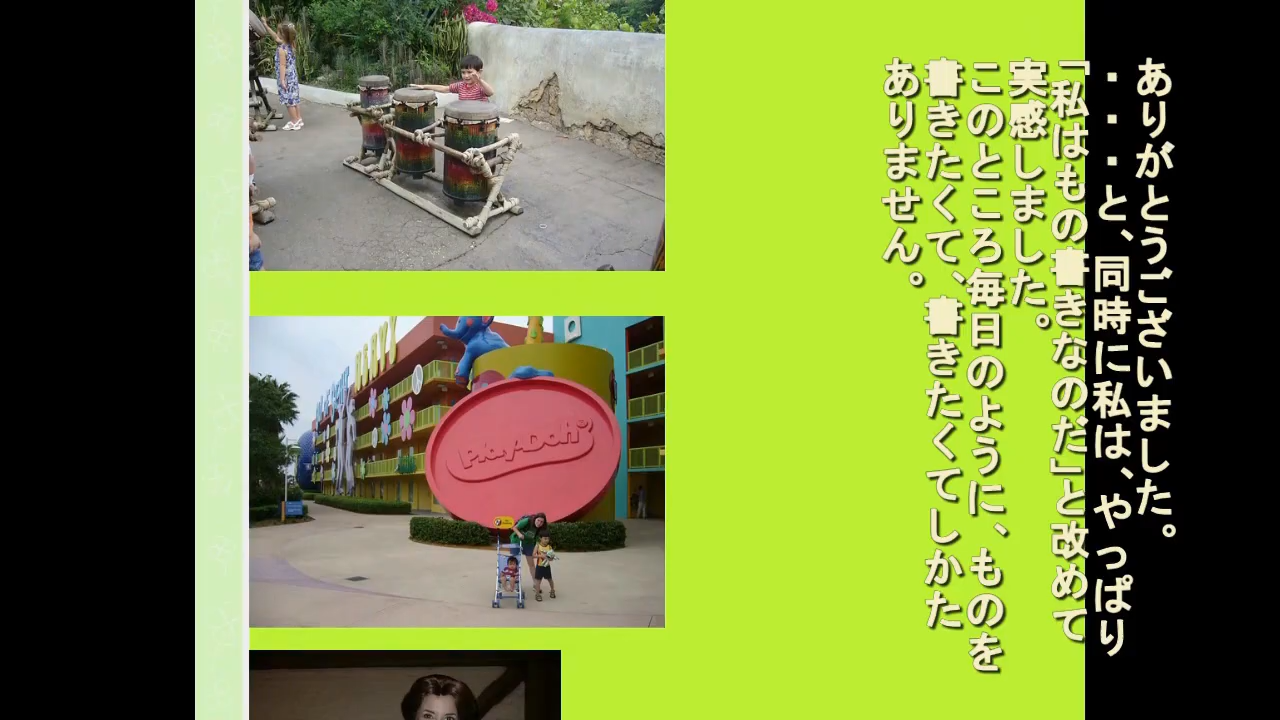 ありがとうございました。
・・・と、同時に私は、やっぱり
「私はもの書きなのだ」と改めて
実感しました。
このところ毎日のように、ものを
書きたくて、書きたくてしかた
ありません。
Play-Doh